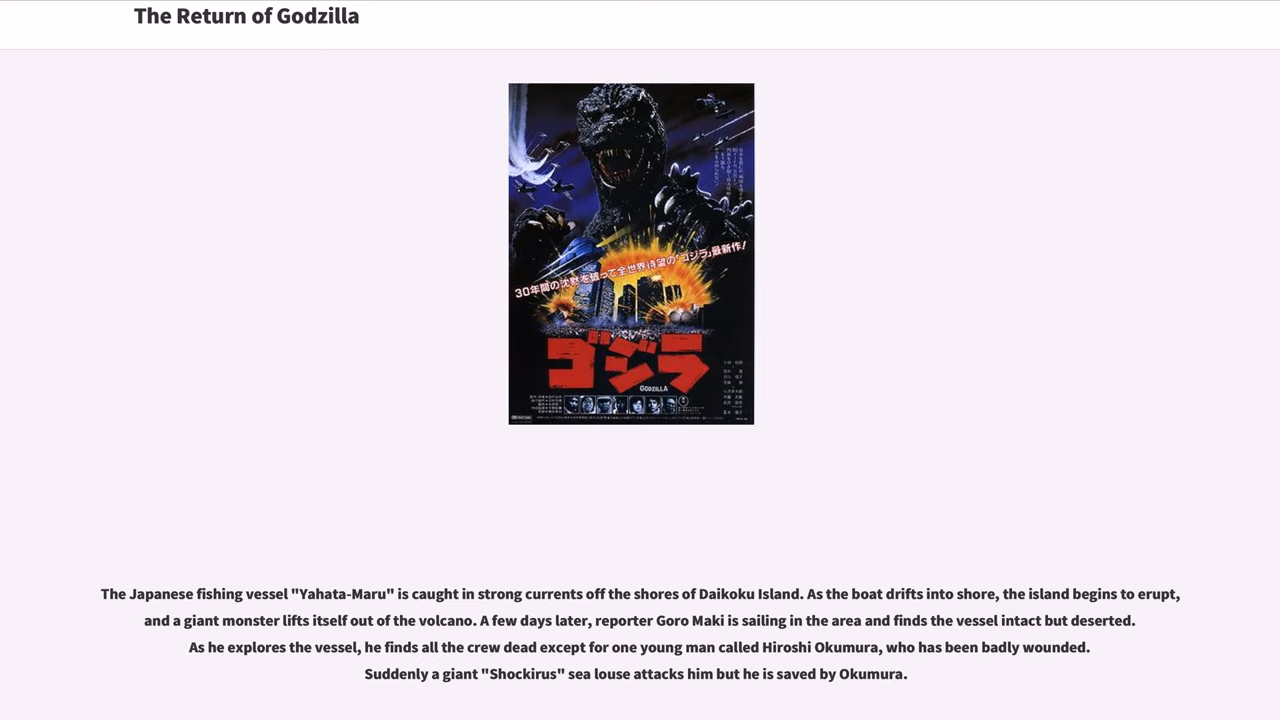 The Return of Godzilla
30年間の沈黙を破って全世界待望の「ゴジラ」最新作!
ゴジラ
GODZILLA
The Japanese fishing vessel "Yahata-Maru" is caught in strong currents off the shores of Daikoku Island. As the boat drifts into shore, the island begins to erupt,
and a giant monster lifts itself out of the volcano. A few days later, reporter Goro Maki is sailing in the area and finds the vessel intact but deserted.
As he explores the vessel, he finds all the crew dead except for one young man called Hiroshi Okumura, who has been badly wounded.
Suddenly a giant "Shockirus" sea louse attacks him but he is saved by Okumura.